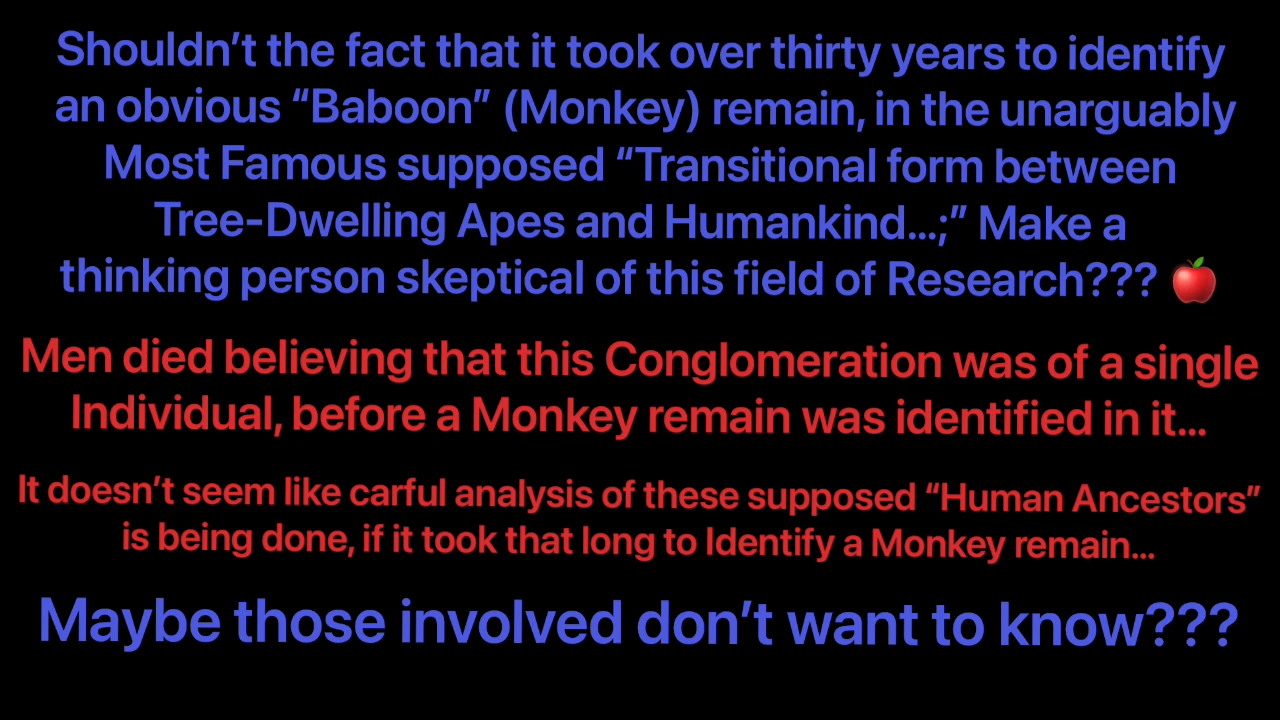 Shouldn’t the fact that it took over thirty years to identify
an obvious “Baboon” (Monkey) remain, in the unarguably
Most Famous supposed “Transitional form between
Tree-Dwelling Apes and Humankind...;” Make a
thinking person skeptical of this field of Research??? 🍎
Men died believing that this Conglomeration was of a single
Individual, before a Monkey remain was identified in it...
It doesn’t seem like carful analysis of these supposed “Human Ancestors”
is being done, if it took that long to Identify a Monkey remain...
Maybe those involved don’t want to know???